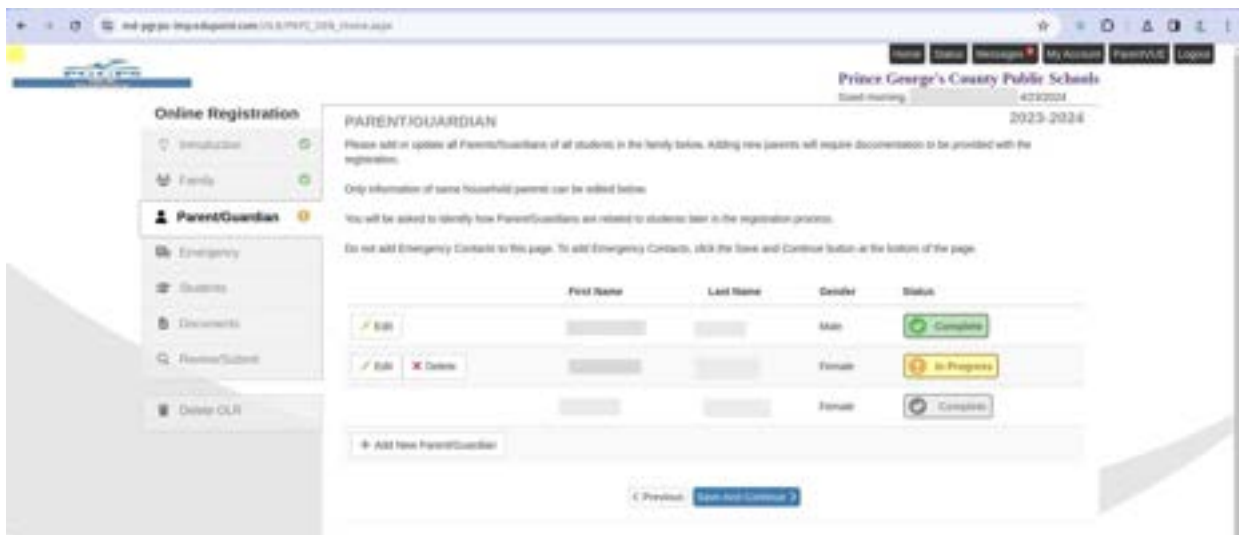 Home Status Messages My Account ParentVUE Logout
PGCPS
Prince George's County Public Schools
Good morning, 4/23/2024
Online Registration
PARENT/GUARDIAN
2023-2024
Introduction
Please add or update all Parents/Guardians of all students in the family below. Adding new parents will require documentation to be provided with the
registration.
Family
Only information of same household parents can be edited below.
Parent/Guardian
You will be asked to identify how Parent/Guardians are related to students later in the registration process.
Emergency
Do not add Emergency Contacts to this page. To add Emergency Contacts, click the Save and Continue button at the bottom of the page.
Students
First Name Last Name Gender Status
Documents
Edit Male Complete
Review/Submit
Edit Delete Female In Progress
Delete OLR
Female Complete
+ Add New Parent/Guardian
< Previous Save And Continue >